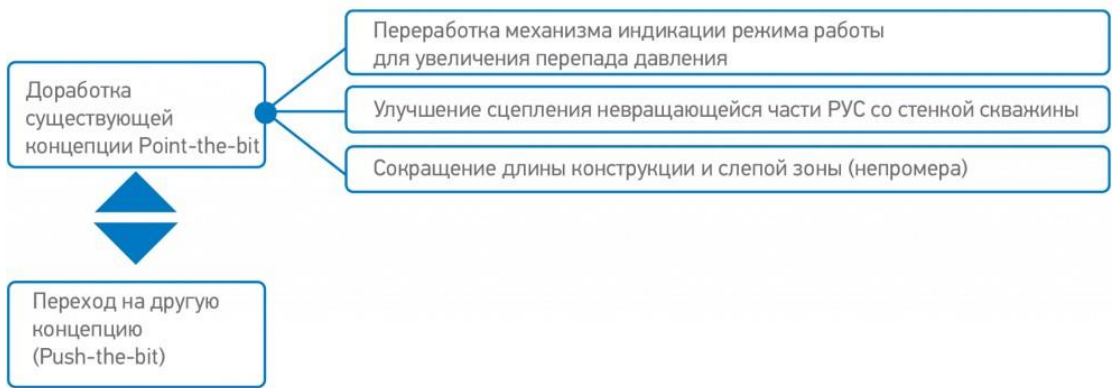 Доработка
существующей
концепции Point-the-bit
Переработка механизма индикации режима работы
для увеличения перепада давления
Улучшение сцепления невращающейся части РУС со стенкой скважины
Сокращение длины конструкции и слепой зоны (непромера)
Переход на другую
концепцию
(Push-the-bit)